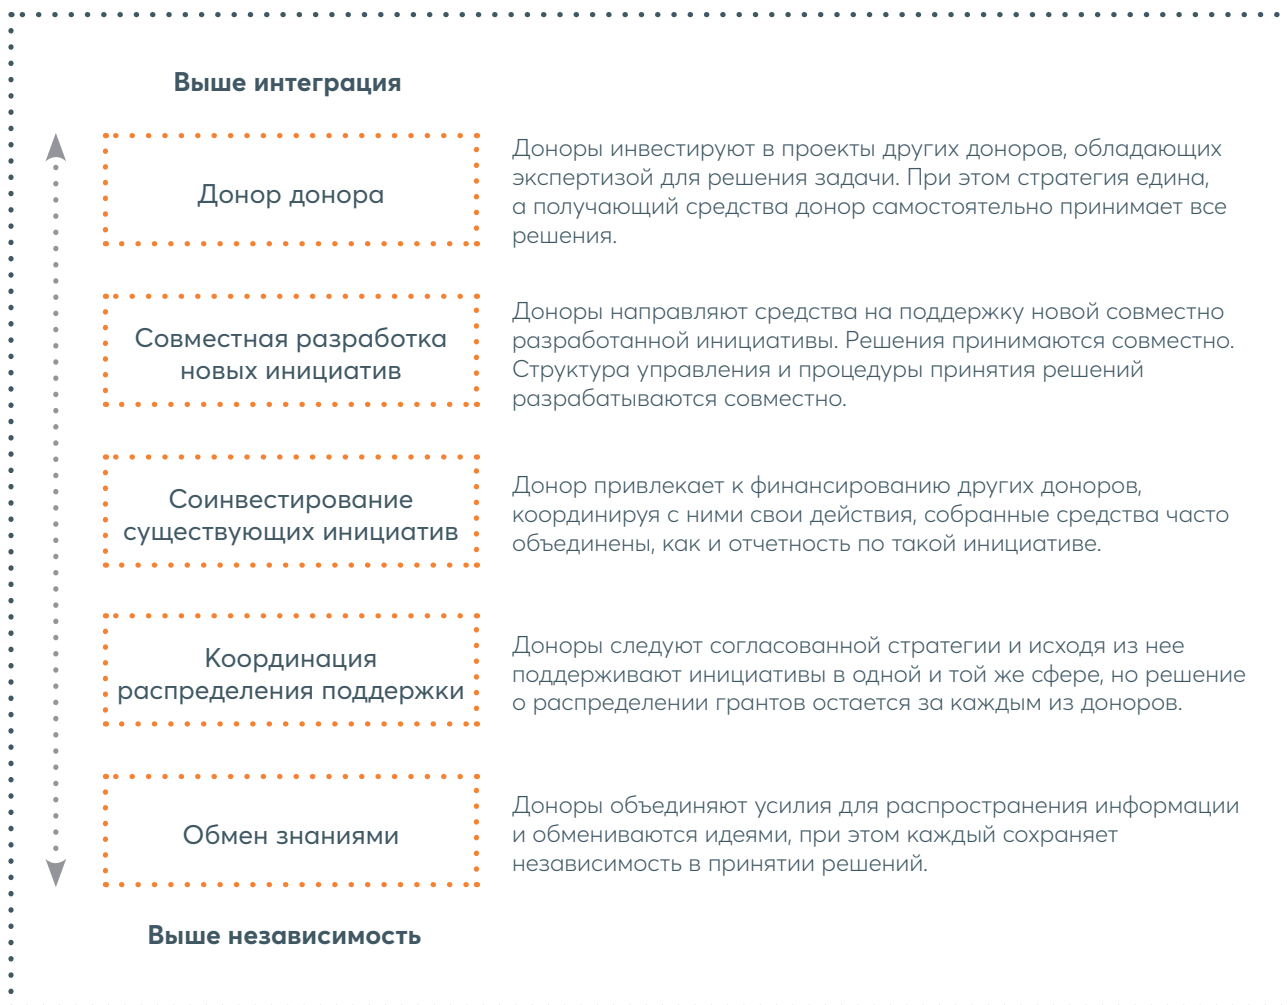 Выше интеграция
Донор донора
Доноры инвестируют в проекты других доноров, обладающих
экспертизой для решения задачи. При этом стратегия едина,
а получающий средства донор самостоятельно принимает все
решения.
Совместная разработка
новых инициатив
Доноры направляют средства на поддержку новой совместно
разработанной инициативы. Решения принимаются совместно.
Структура управления и процедуры принятия решений
разрабатываются совместно.
Соинвестирование
существующих инициатив
Донор привлекает к финансированию других доноров,
координируя с ними свои действия, собранные средства часто
объединены, как и отчетность по такой инициативе.
Координация
распределения поддержки
Доноры следуют согласованной стратегии и исходя из нее
поддерживают инициативы в одной и той же сфере, но решение
о распределении грантов остается за каждым из доноров.
Обмен знаниями
Доноры объединяют усилия для распространения информации
и обмениваются идеями, при этом каждый сохраняет
независимость в принятии решений.
Выше независимость